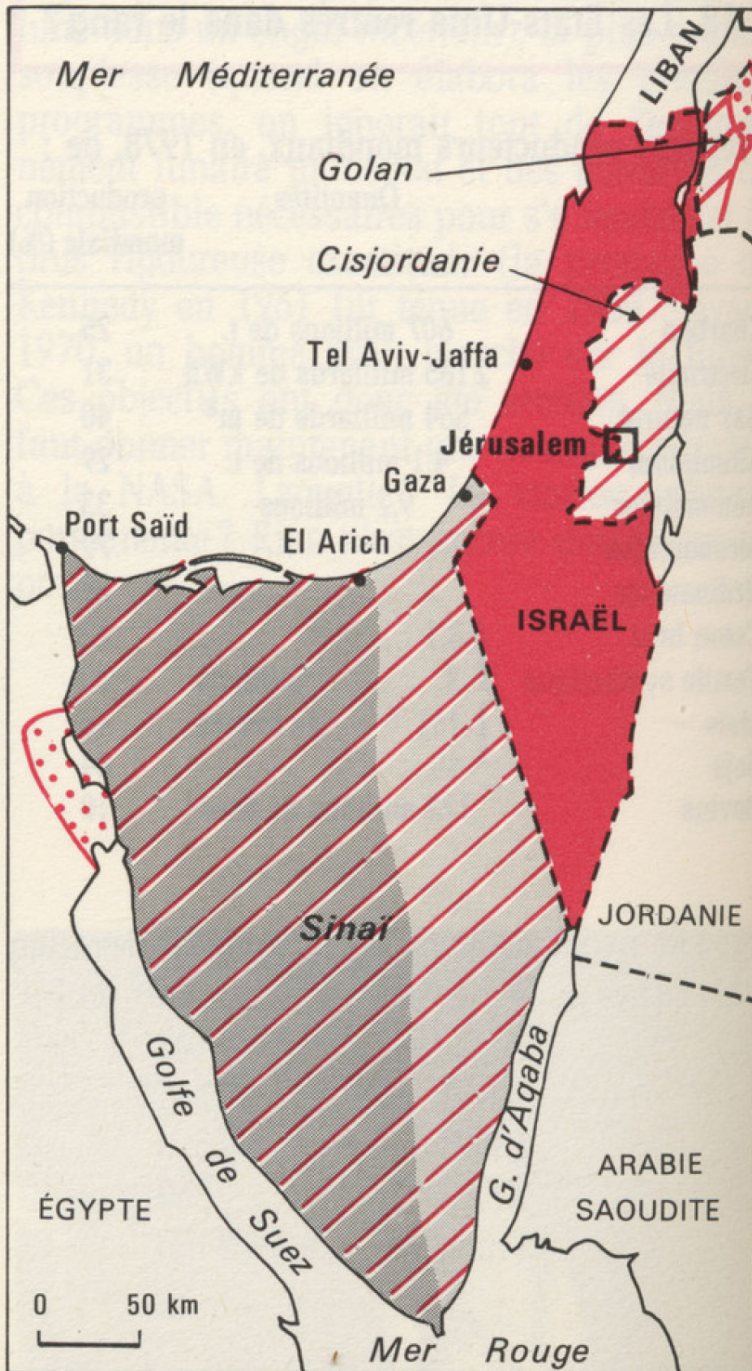 Mer Méditerranée
LIBAN
Golan
Cisjordanie
Tel Aviv-Jaffa
Jérusalem
Gaza
Port Saïd
El Arich
ISRAËL
Sinaï
JORDANIE
Golfe de Suez
G. d'Aqaba
ÉGYPTE
ARABIE
SAOUDITE
0 50 km
Mer Rouge